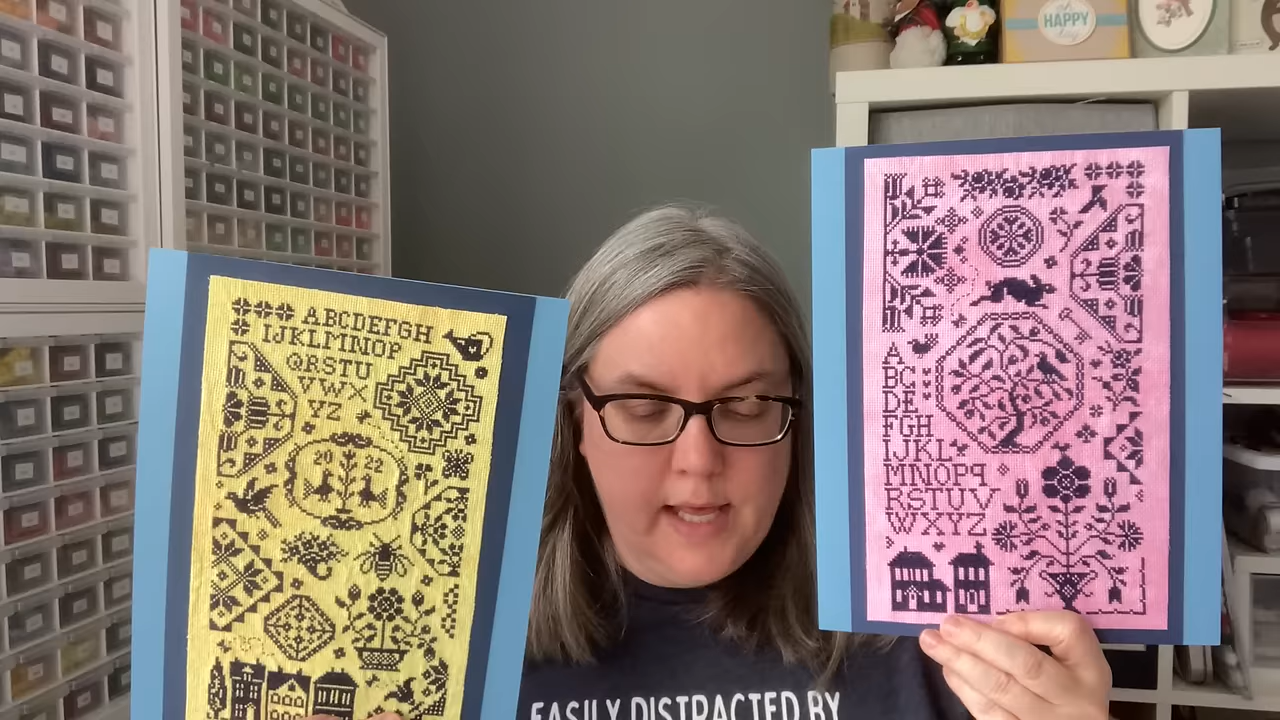 HAPPY
ABCDEFGH
IJKLMNOP
QRSTU
VWX
YZ
20 22
A
BC
DE
FGH
IJKL
MNOPQ
RSTUV
WXYZ
EASILY DISTRACTED BY